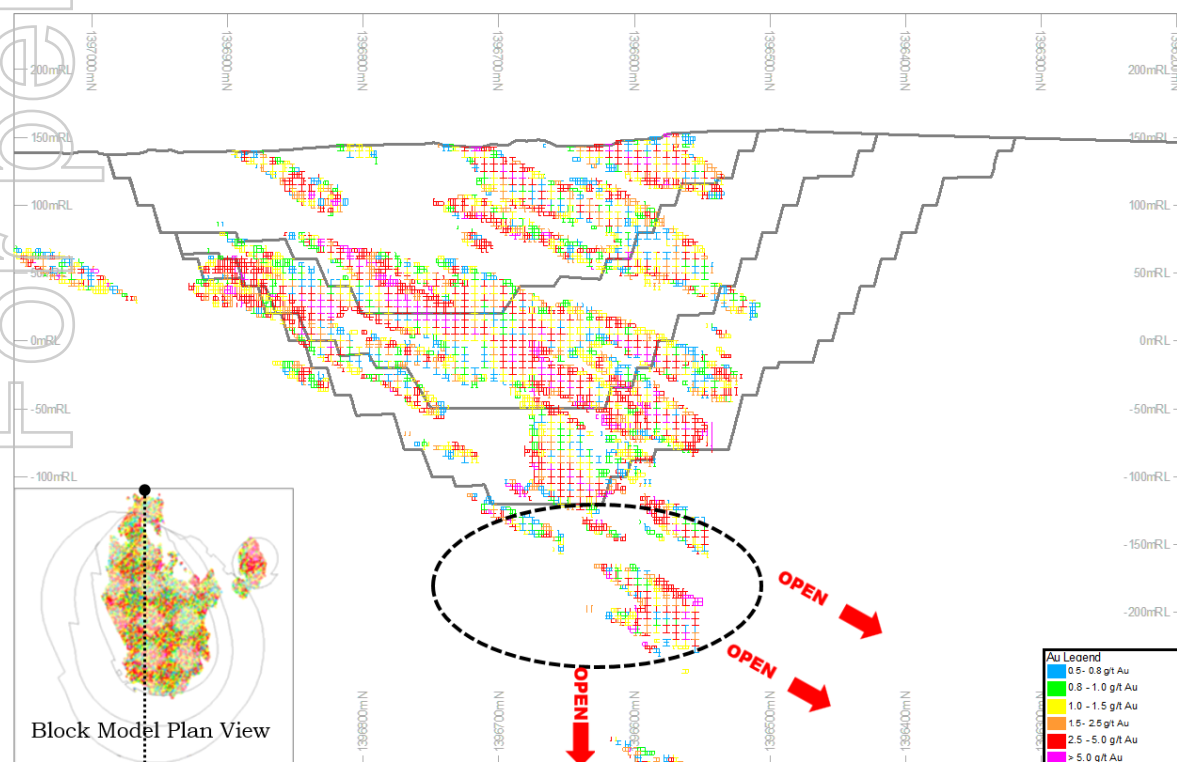 For pe
1397000mN
1396900mN
1396800mN
1396700mN
1396600mN
1396500mN
1396400mN
1396300mN
200mRL
200mRL
150mRL
150mRL
100mRL
100mRL
50mRL
0mRL
0mRL
-50mRL
-50mRL
-100mRL
-100mRL
-150mRL
-200mRL
OPEN
OPEN
OPEN
1396800mN
1396700mN
1396600mN
1396500mN
1396400mN
Block Model Plan View
Au Legend
0.5 - 0.8 g/t Au
0.8 - 1.0 g/t Au
1.0 - 1.5 g/t Au
1.5 - 2.5 g/t Au
2.5 - 5.0 g/t Au
> 5.0 g/t Au